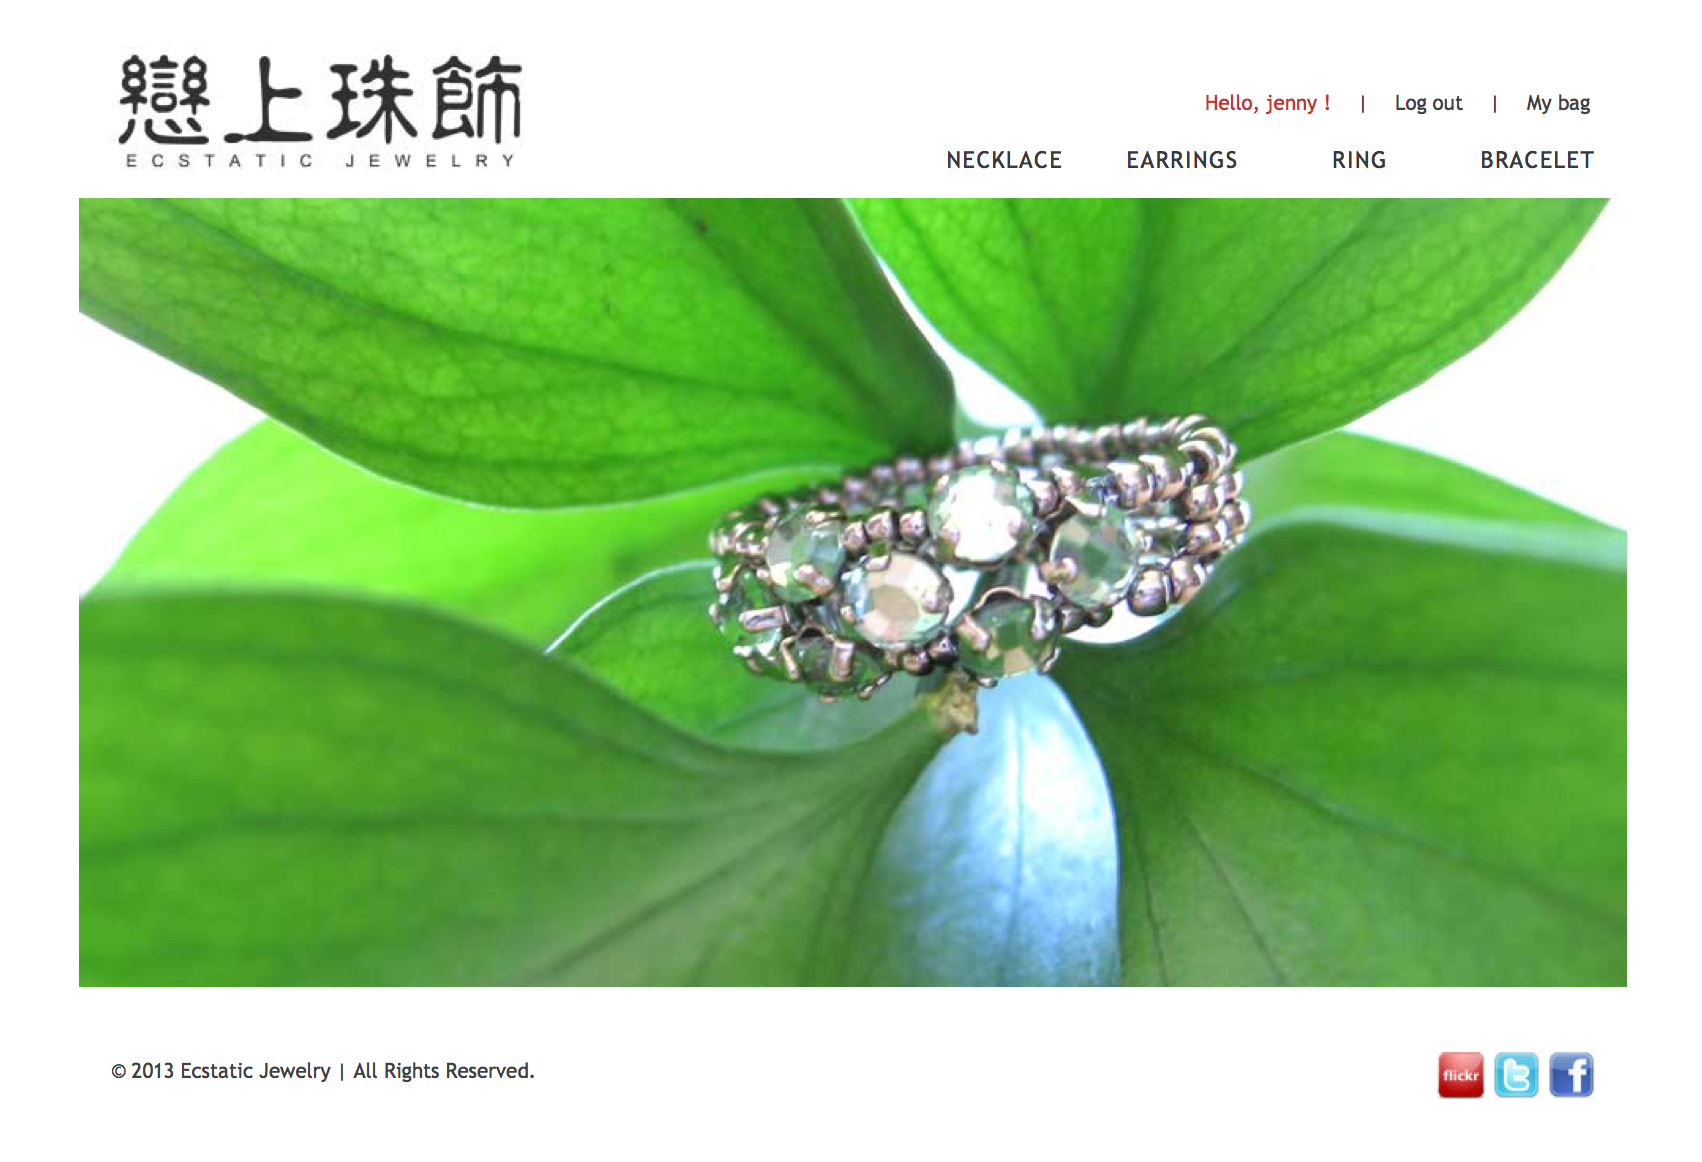 戀上珠飾
ECSTATIC JEWELRY
Hello, jenny ! | Log out | My bag
NECKLACE EARRINGS RING BRACELET
© 2013 Ecstatic Jewelry | All Rights Reserved.
flickr